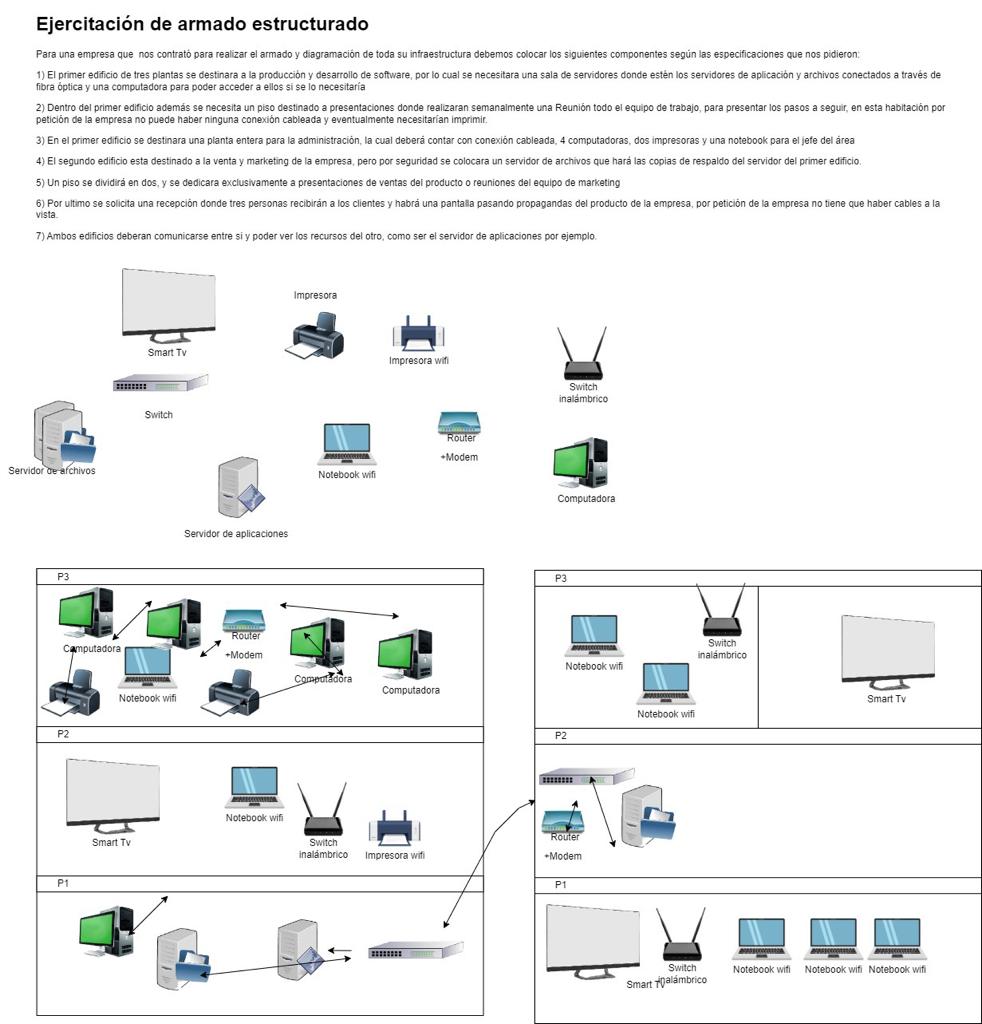 Ejercitación de armado estructurado
Para una empresa que  nos contrató para realizar el armado y diagramación de toda su infraestructura debemos colocar los siguientes componentes según las especificaciones que nos pidieron:
1) El primer edificio de tres plantas se destinara a la producción y desarrollo de software, por lo cual se necesitara una sala de servidores donde estén los servidores de aplicación y archivos conectados a través de
fibra óptica y una computadora para poder acceder a ellos si se lo necesitaría
2) Dentro del primer edificio además se necesita un piso destinado a presentaciones donde realizaran semanalmente una Reunión todo el equipo de trabajo, para presentar los pasos a seguir, en esta habitación por
petición de la empresa no puede haber ninguna conexión cableada y eventualmente necesitarían imprimir.
3) En el primer edificio se destinara una planta entera para la administración, la cual deberá contar con conexión cableada, 4 computadoras, dos impresoras y una notebook para el jefe del área
4) El segundo edificio esta destinado a la venta y marketing de la empresa, pero por seguridad se colocara un servidor de archivos que hará las copias de respaldo del servidor del primer edificio.
5) Un piso se dividirá en dos, y se dedicara exclusivamente a presentaciones de ventas del producto o reuniones del equipo de marketing
6) Por ultimo se solicita una recepción donde tres personas recibirán a los clientes y habrá una pantalla pasando propagandas del producto de la empresa, por petición de la empresa no tiene que haber cables a la
vista.
7) Ambos edificios deberan comunicarse entre si y poder ver los recursos del otro, como ser el servidor de aplicaciones por ejemplo.
Impresora
Smart Tv
Impresora wifi
Switch
inalámbrico
Switch
Router
+Modem
Servidor de archivos
Notebook wifi
Computadora
Servidor de aplicaciones
P3
Computadora
Router
+Modem
Computadora
Computadora
Notebook wifi
P2
Smart Tv
Notebook wifi
Switch
inalámbrico
Impresora wifi
P1
P3
Notebook wifi
Switch
inalámbrico
Notebook wifi
Smart Tv
P2
Router
+Modem
P1
Smart Tv
Switch
inalámbrico
Notebook wifi
Notebook wifi
Notebook wifi